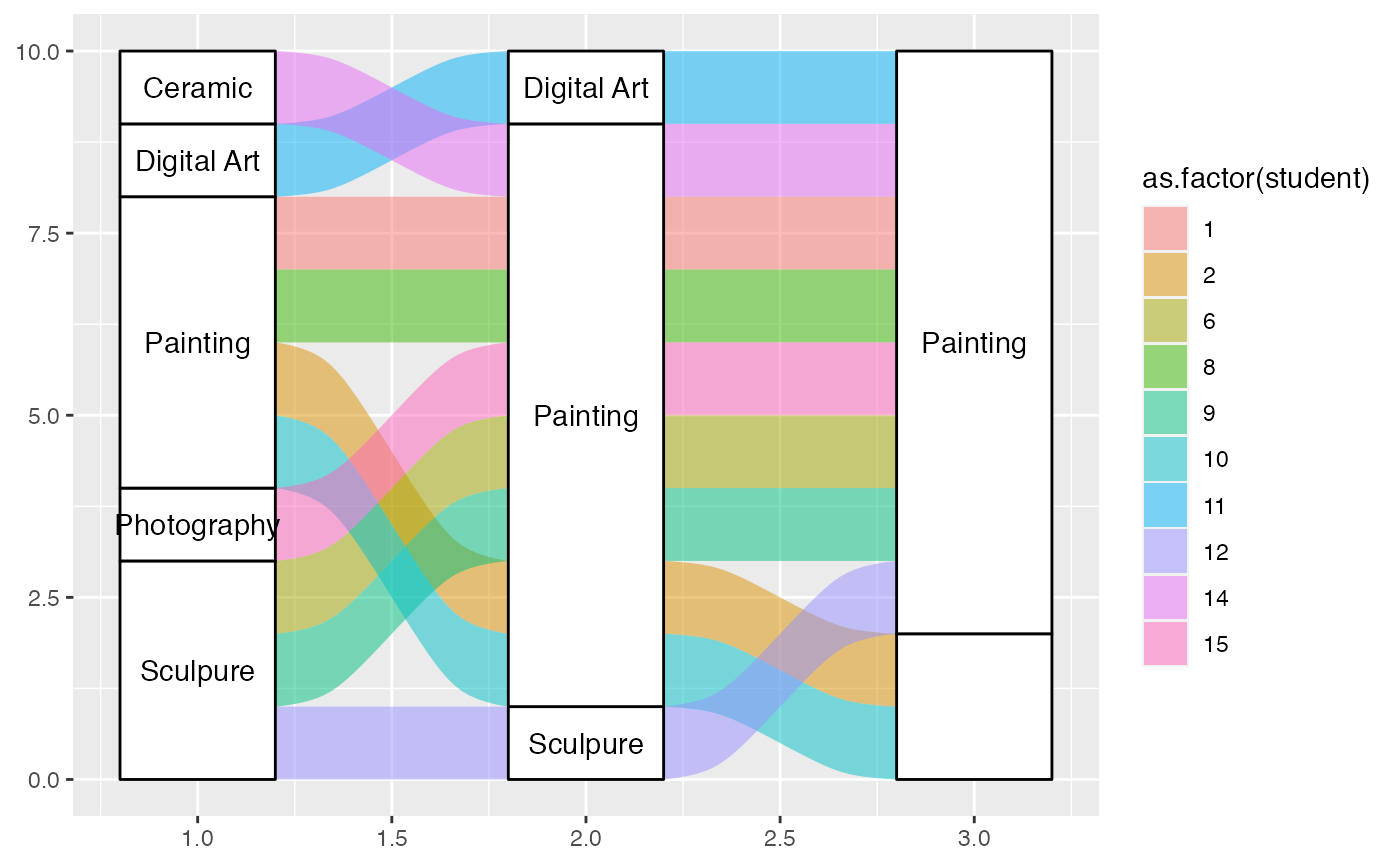 10.0
7.5
5.0
2.5
0.0
Ceramic
Digital Art
Painting
Photography
Sculpure
Digital Art
Painting
Sculpure
Painting
1.0
1.5
2.0
2.5
3.0
as.factor(student)
1
2
6
8
9
10
11
12
14
15